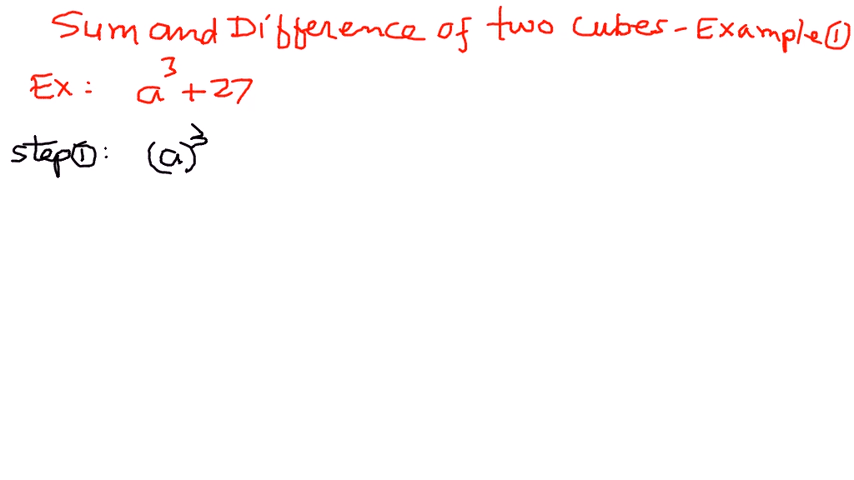 Sum and Difference of two cubes - Example ①
Ex: a³ + 27
step①: (a)³